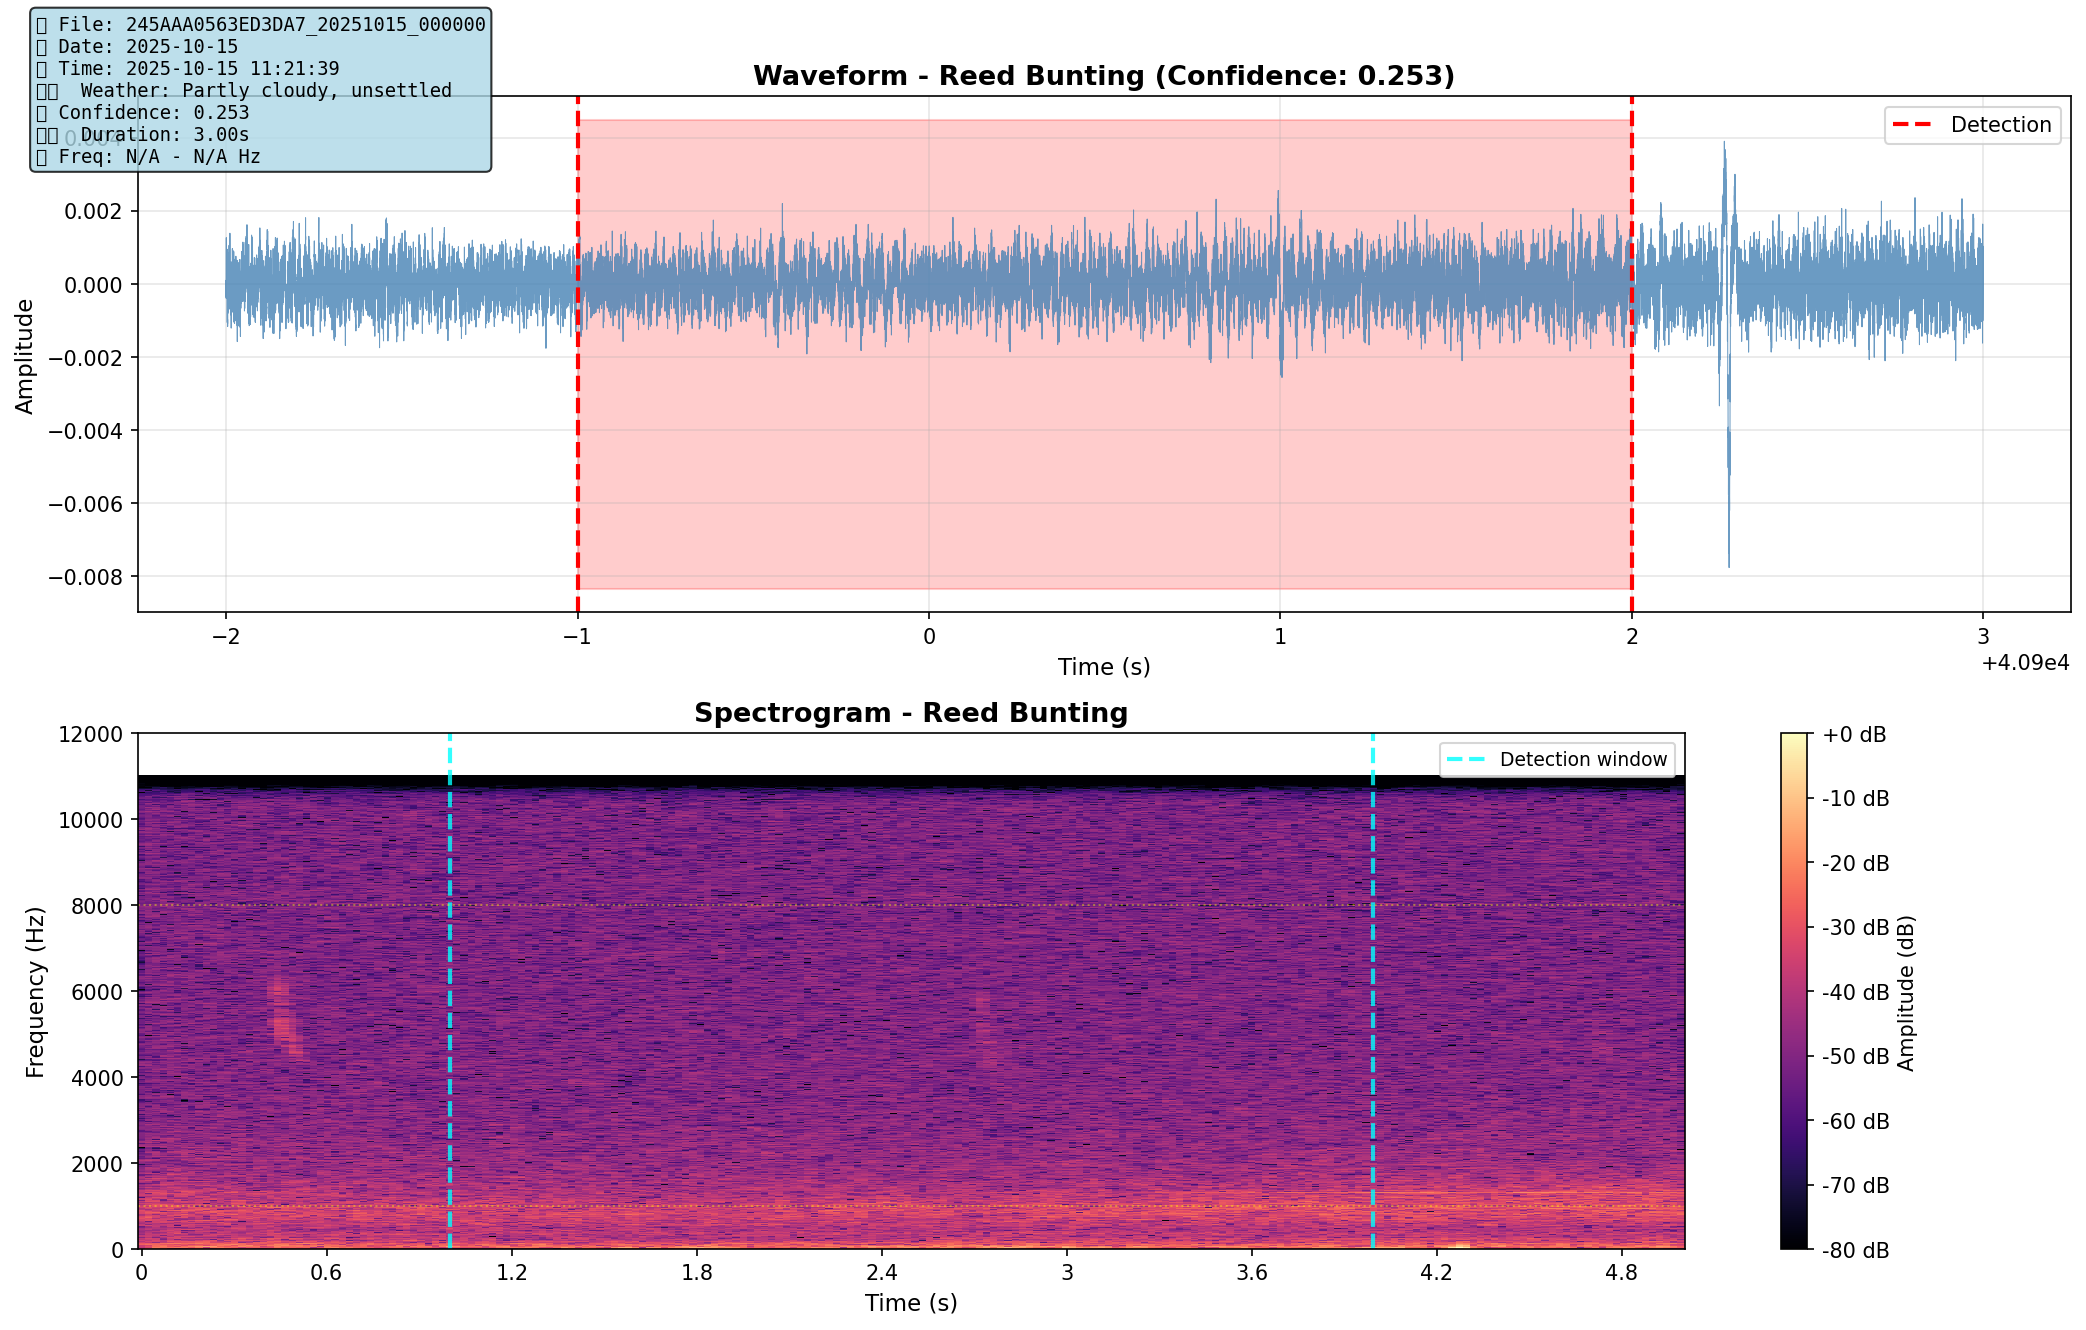 File: 245AAA0563ED3DA7_20251015_000000
Date: 2025-10-15
Time: 2025-10-15 11:21:39
Weather: Partly cloudy, unsettled
Confidence: 0.253
Duration: 3.00s
Freq: N/A - N/A Hz
Waveform - Reed Bunting (Confidence: 0.253)
Detection
0.004
0.002
0.000
−0.002
−0.004
−0.006
−0.008
Amplitude
−2
−1
0
1
2
3
Time (s)
+4.09e4
Spectrogram - Reed Bunting
Detection window
12000
10000
8000
6000
4000
2000
0
Frequency (Hz)
0
0.6
1.2
1.8
2.4
3
3.6
4.2
4.8
Time (s)
+0 dB
-10 dB
-20 dB
-30 dB
-40 dB
-50 dB
-60 dB
-70 dB
-80 dB
Amplitude (dB)